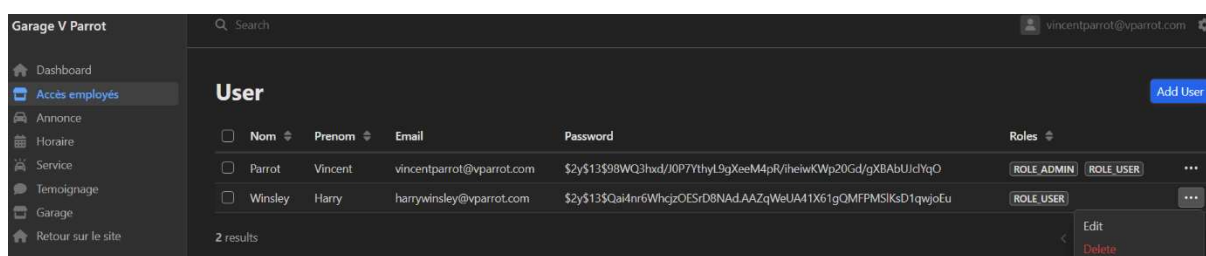 Garage V Parrot
Search
vincentparrot@vparrot.com
Dashboard
Accès employés
Annonce
Horaire
Service
Temoignage
Garage
Retour sur le site
User
Add User
Nom Prenom Email Password Roles
Parrot Vincent vincentparrot@vparrot.com $2y$13$98WQ3hxd/J0P7YthyL9gXeeM4pR/iheiwKWp20Gd/gXBAbUJclYqO ROLE_ADMIN ROLE_USER
Winsley Harry harrywinsley@vparrot.com $2y$13$Qai4nr6WhcjzOESrD8NAd.AAZqWeUA41X61gQMFPMSlKsD1qwjoEu ROLE_USER
2 results
Edit
Delete